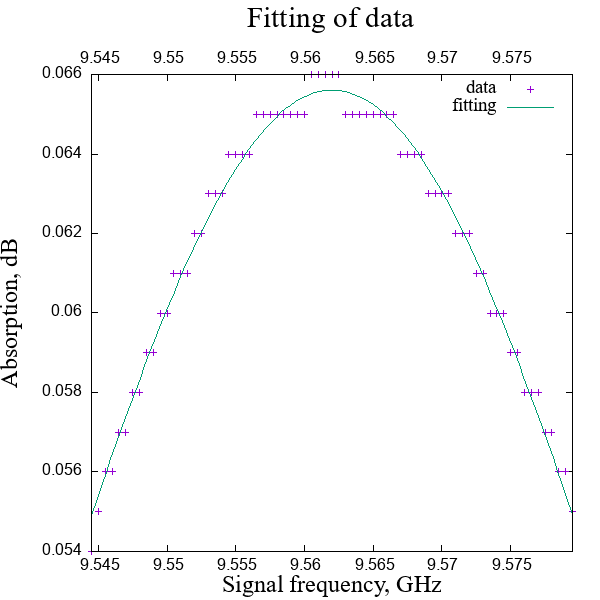 Fitting of data
9.545 9.55 9.555 9.56 9.565 9.57 9.575
0.066
data
fitting
0.064
0.062
0.06
0.058
0.056
0.054
Absorption, dB
9.545 9.55 9.555 9.56 9.565 9.57 9.575
Signal frequency, GHz